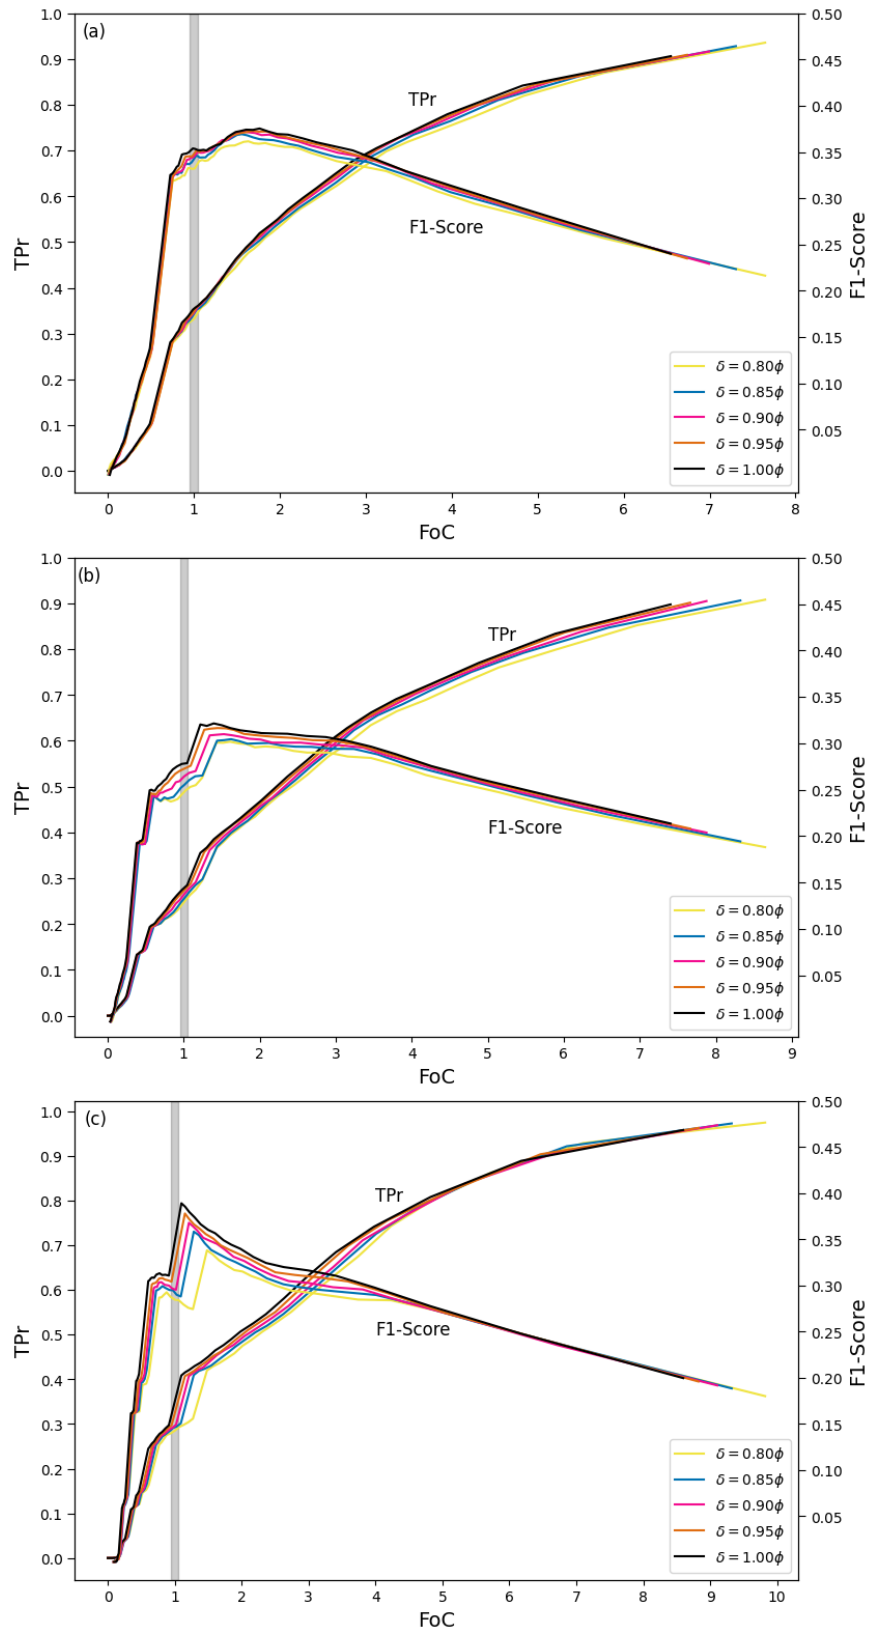 (a)
1.0
0.9
0.8
0.7
0.6
0.5
0.4
0.3
0.2
0.1
0.0
TPr
0.50
0.45
0.40
0.35
0.30
0.25
0.20
0.15
0.10
0.05
F1-Score
TPr
F1-Score
δ = 0.80ϕ
δ = 0.85ϕ
δ = 0.90ϕ
δ = 0.95ϕ
δ = 1.00ϕ
0 1 2 3 4 5 6 7 8
FoC
(b)
1.0
0.9
0.8
0.7
0.6
0.5
0.4
0.3
0.2
0.1
0.0
TPr
0.50
0.45
0.40
0.35
0.30
0.25
0.20
0.15
0.10
0.05
F1-Score
TPr
F1-Score
δ = 0.80ϕ
δ = 0.85ϕ
δ = 0.90ϕ
δ = 0.95ϕ
δ = 1.00ϕ
0 1 2 3 4 5 6 7 8 9
FoC
(c)
1.0
0.9
0.8
0.7
0.6
0.5
0.4
0.3
0.2
0.1
0.0
TPr
0.50
0.45
0.40
0.35
0.30
0.25
0.20
0.15
0.10
0.05
F1-Score
TPr
F1-Score
δ = 0.80ϕ
δ = 0.85ϕ
δ = 0.90ϕ
δ = 0.95ϕ
δ = 1.00ϕ
0 1 2 3 4 5 6 7 8 9 10
FoC